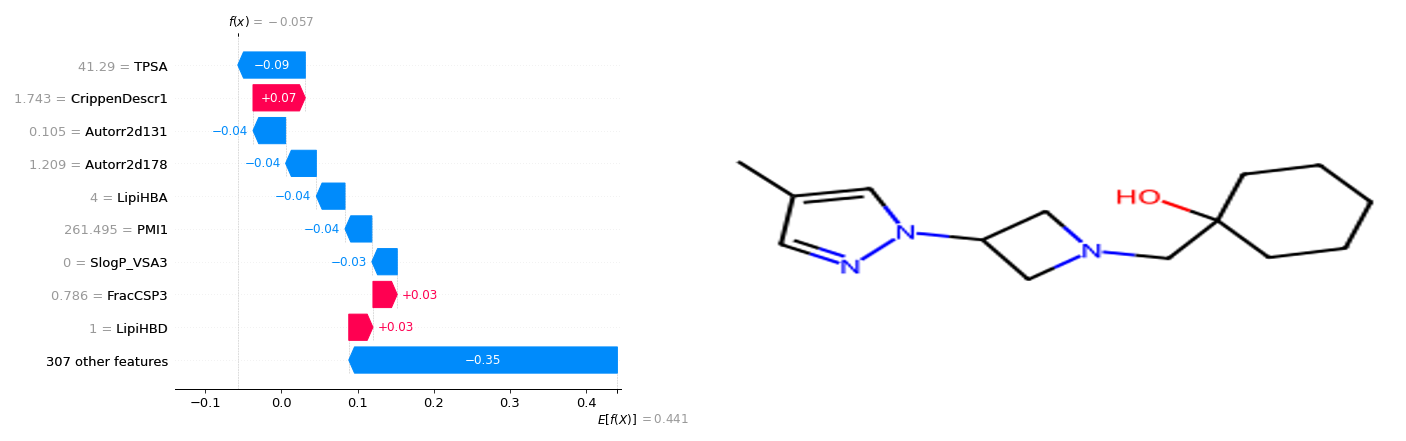 f(x) = −0.057
41.29 = TPSA
−0.09
1.743 = CrippenDescr1
+0.07
0.105 = Autorr2d131
−0.04
1.209 = Autorr2d178
−0.04
4 = LipiHBA
−0.04
261.495 = PMI1
−0.04
0 = SlogP_VSA3
−0.03
0.786 = FracCSP3
+0.03
1 = LipiHBD
+0.03
307 other features
−0.35
−0.1 0.0 0.1 0.2 0.3 0.4
E[f(X)] = 0.441
HO
N
N
N